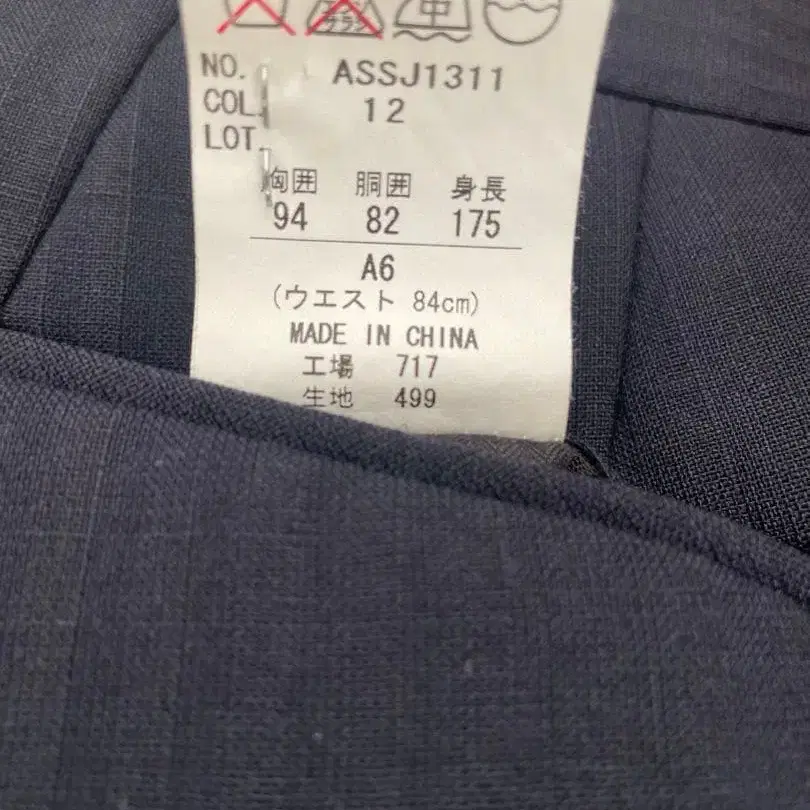 NO. ASSJ1311
COL. 12
LOT.
胸囲 胴囲 身長
94 82 175
A6
(ウエスト 84cm)
MADE IN CHINA
工場 717
生地 499